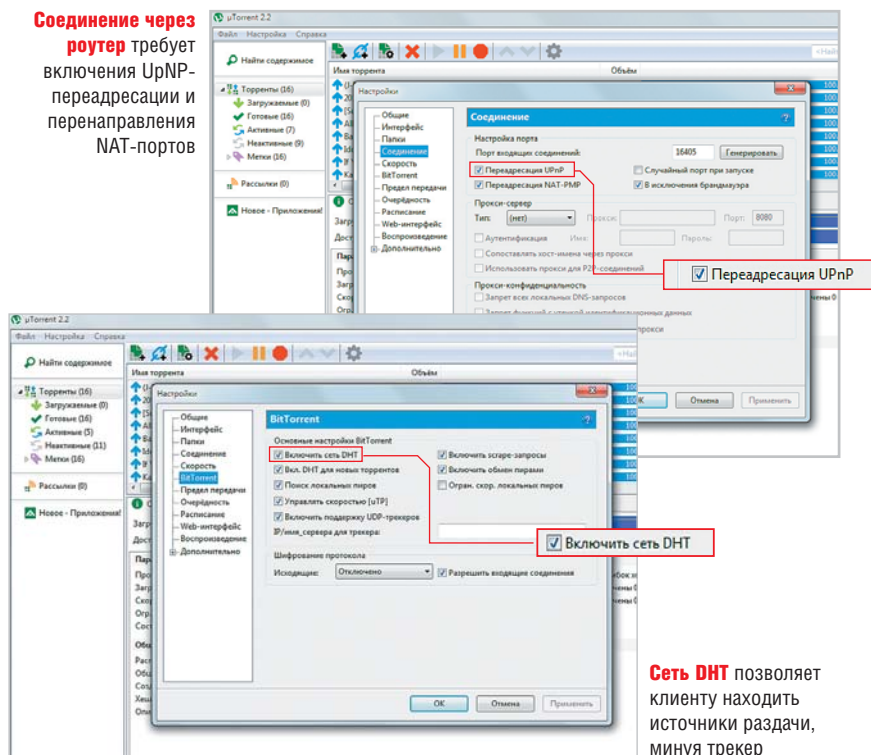 Соединение через
роутер требует
включения UpNP-
переадресации и
перенаправления
NAT-портов
µTorrent 2.2
Файл Настройка Справка
Найти содержимое
Имя торрента
Объём
Торренты (16)
Загружаемые (0)
Готовые (16)
Активные (7)
Неактивные (9)
Метки (16)
Рассылки (0)
Новое - Приложения!
Настройки
Общие
Интерфейс
Папки
Соединение
Скорость
BitTorrent
Предел передачи
Очерёдность
Расписание
Web-интерфейс
Воспроизведение
Дополнительно
Соединение
Настройка порта
Порт входящих соединений: 16405 Генерировать
Переадресация UPnP Случайный порт при запуске
Переадресация NAT-PMP В исключения брандмауэра
Прокси-сервер
Тип: (нет) Прокси: Порт: 8080
Аутентификация Имя: Пароль:
Сопоставлять хост-имена через прокси
Использовать прокси для P2P-соединений
Прокси-конфиденциальность
Запрет всех локальных DNS-запросов
Отмена Применить
Переадресация UPnP
µTorrent 2.2
Файл Настройка Справка
Найти содержимое
Имя торрента
Объём
Торренты (16)
Загружаемые (0)
Готовые (16)
Активные (5)
Неактивные (11)
Метки (16)
Рассылки (0)
Новое - Приложения!
Настройки
Общие
Интерфейс
Папки
Соединение
Скорость
BitTorrent
Предел передачи
Очерёдность
Расписание
Web-интерфейс
Воспроизведение
Дополнительно
BitTorrent
Основные настройки BitTorrent
Включить сеть DHT Включить scrape-запросы
Вкл. DHT для новых торрентов Включить обмен пирами
Поиск локальных пиров Огран. скор. локальных пиров
Управлять скоростью [uTP]
Включить поддержку UDP-трекеров
IP/имя_сервера для трекера:
Шифрование протокола
Исходящие: Отключено Разрешить входящие соединения
OK Отмена Применить
Включить сеть DHT
Сеть DHT позволяет
клиенту находить
источники раздачи,
минуя трекер